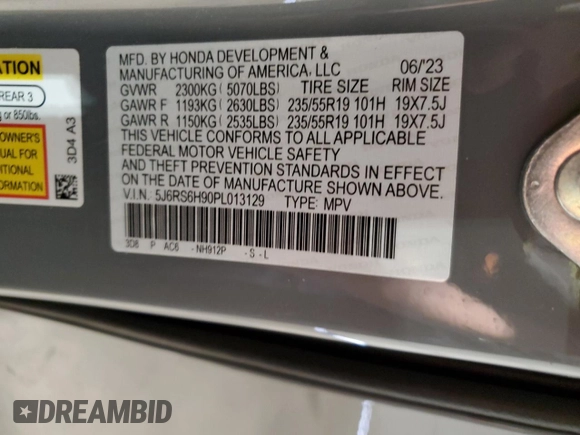 ATION
REAR 3
g or 850lbs.
OWNER'S
UAL FOR
DITIONAL
FORMATION
3D4 A3
MFD. BY HONDA DEVELOPMENT &
MANUFACTURING OF AMERICA, LLC 06/'23
GVWR 2300KG( 5070LBS) TIRE SIZE RIM SIZE
GAWR F 1193KG( 2630LBS) 235/55R19 101H 19X7.5J
GAWR R 1150KG( 2535LBS) 235/55R19 101H 19X7.5J
THIS VEHICLE CONFORMS TO ALL APPLICABLE
FEDERAL MOTOR VEHICLE SAFETY
AND THEFT PREVENTION STANDARDS IN EFFECT
ON THE DATE OF MANUFACTURE SHOWN ABOVE.
V.I.N.: 5J6RS6H90PL013129 TYPE: MPV
3D8 P AC6 -NH912P -S-L
DREAMBID